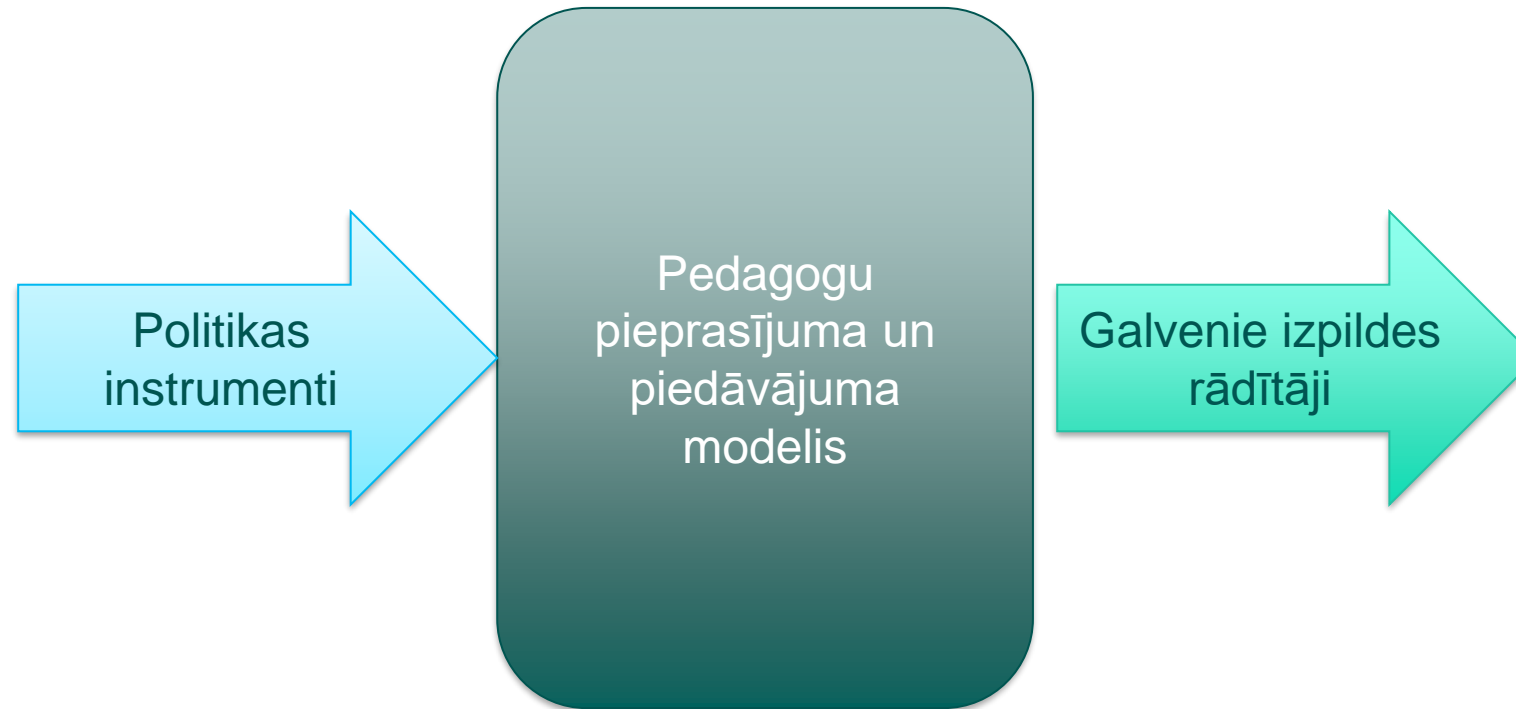 Politikas
instrumenti
Pedagogu
pieprasījuma un
piedāvājuma
modelis
Galvenie izpildes
rādītāji